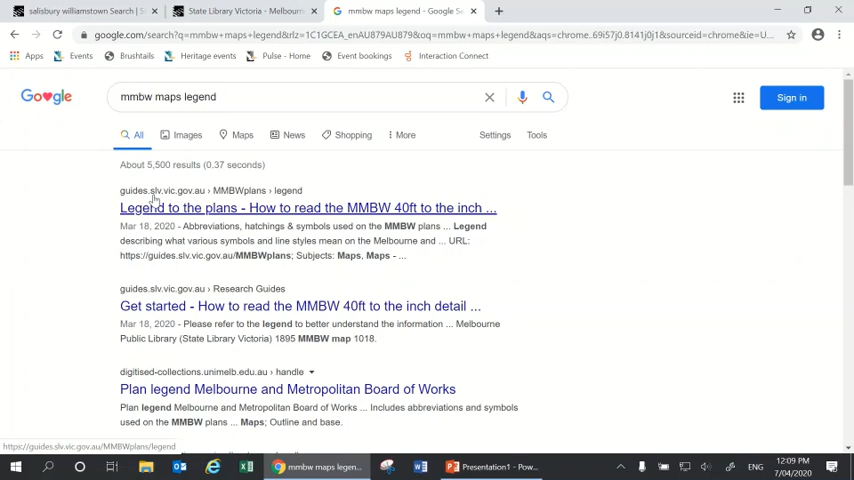 salisbury williamstown Search | S
State Library Victoria - Melbourn
mmbw maps legend - Google Se
google.com/search?q=mmbw+maps+legend&rlz=1C1GCEA_enAU879AU879&oq=mmbw+maps+legend&aqs=chrome..69i57j0.8141j0j1&sourceid=chrome&ie=U...
Apps Events Brushtails Heritage events Pulse - Home Event bookings Interaction Connect
Google
mmbw maps legend
Sign in
All Images Maps News Shopping More Settings Tools
About 5,500 results (0.37 seconds)
guides.slv.vic.gov.au › MMBWplans › legend
Legend to the plans - How to read the MMBW 40ft to the inch ...
Mar 18, 2020 - Abbreviations, hatchings & symbols used on the MMBW plans ... Legend
describing what various symbols and line styles mean on the Melbourne and ... URL:
https://guides.slv.vic.gov.au/MMBWplans; Subjects: Maps, Maps - ...
guides.slv.vic.gov.au › Research Guides
Get started - How to read the MMBW 40ft to the inch detail ...
Mar 18, 2020 - Please refer to the legend to better understand the information ... Melbourne
Public Library (State Library Victoria) 1895 MMBW map 1018.
digitised-collections.unimelb.edu.au › handle
Plan legend Melbourne and Metropolitan Board of Works
Plan legend Melbourne and Metropolitan Board of Works ... Includes abbreviations and symbols
used on the MMBW plans ... Maps; Outline and base.
https://guides.slv.vic.gov.au/MMBWplans/legend
mmbw maps legen...
Presentation1 - Pow...
ENG
12:09 PM
7/04/2020